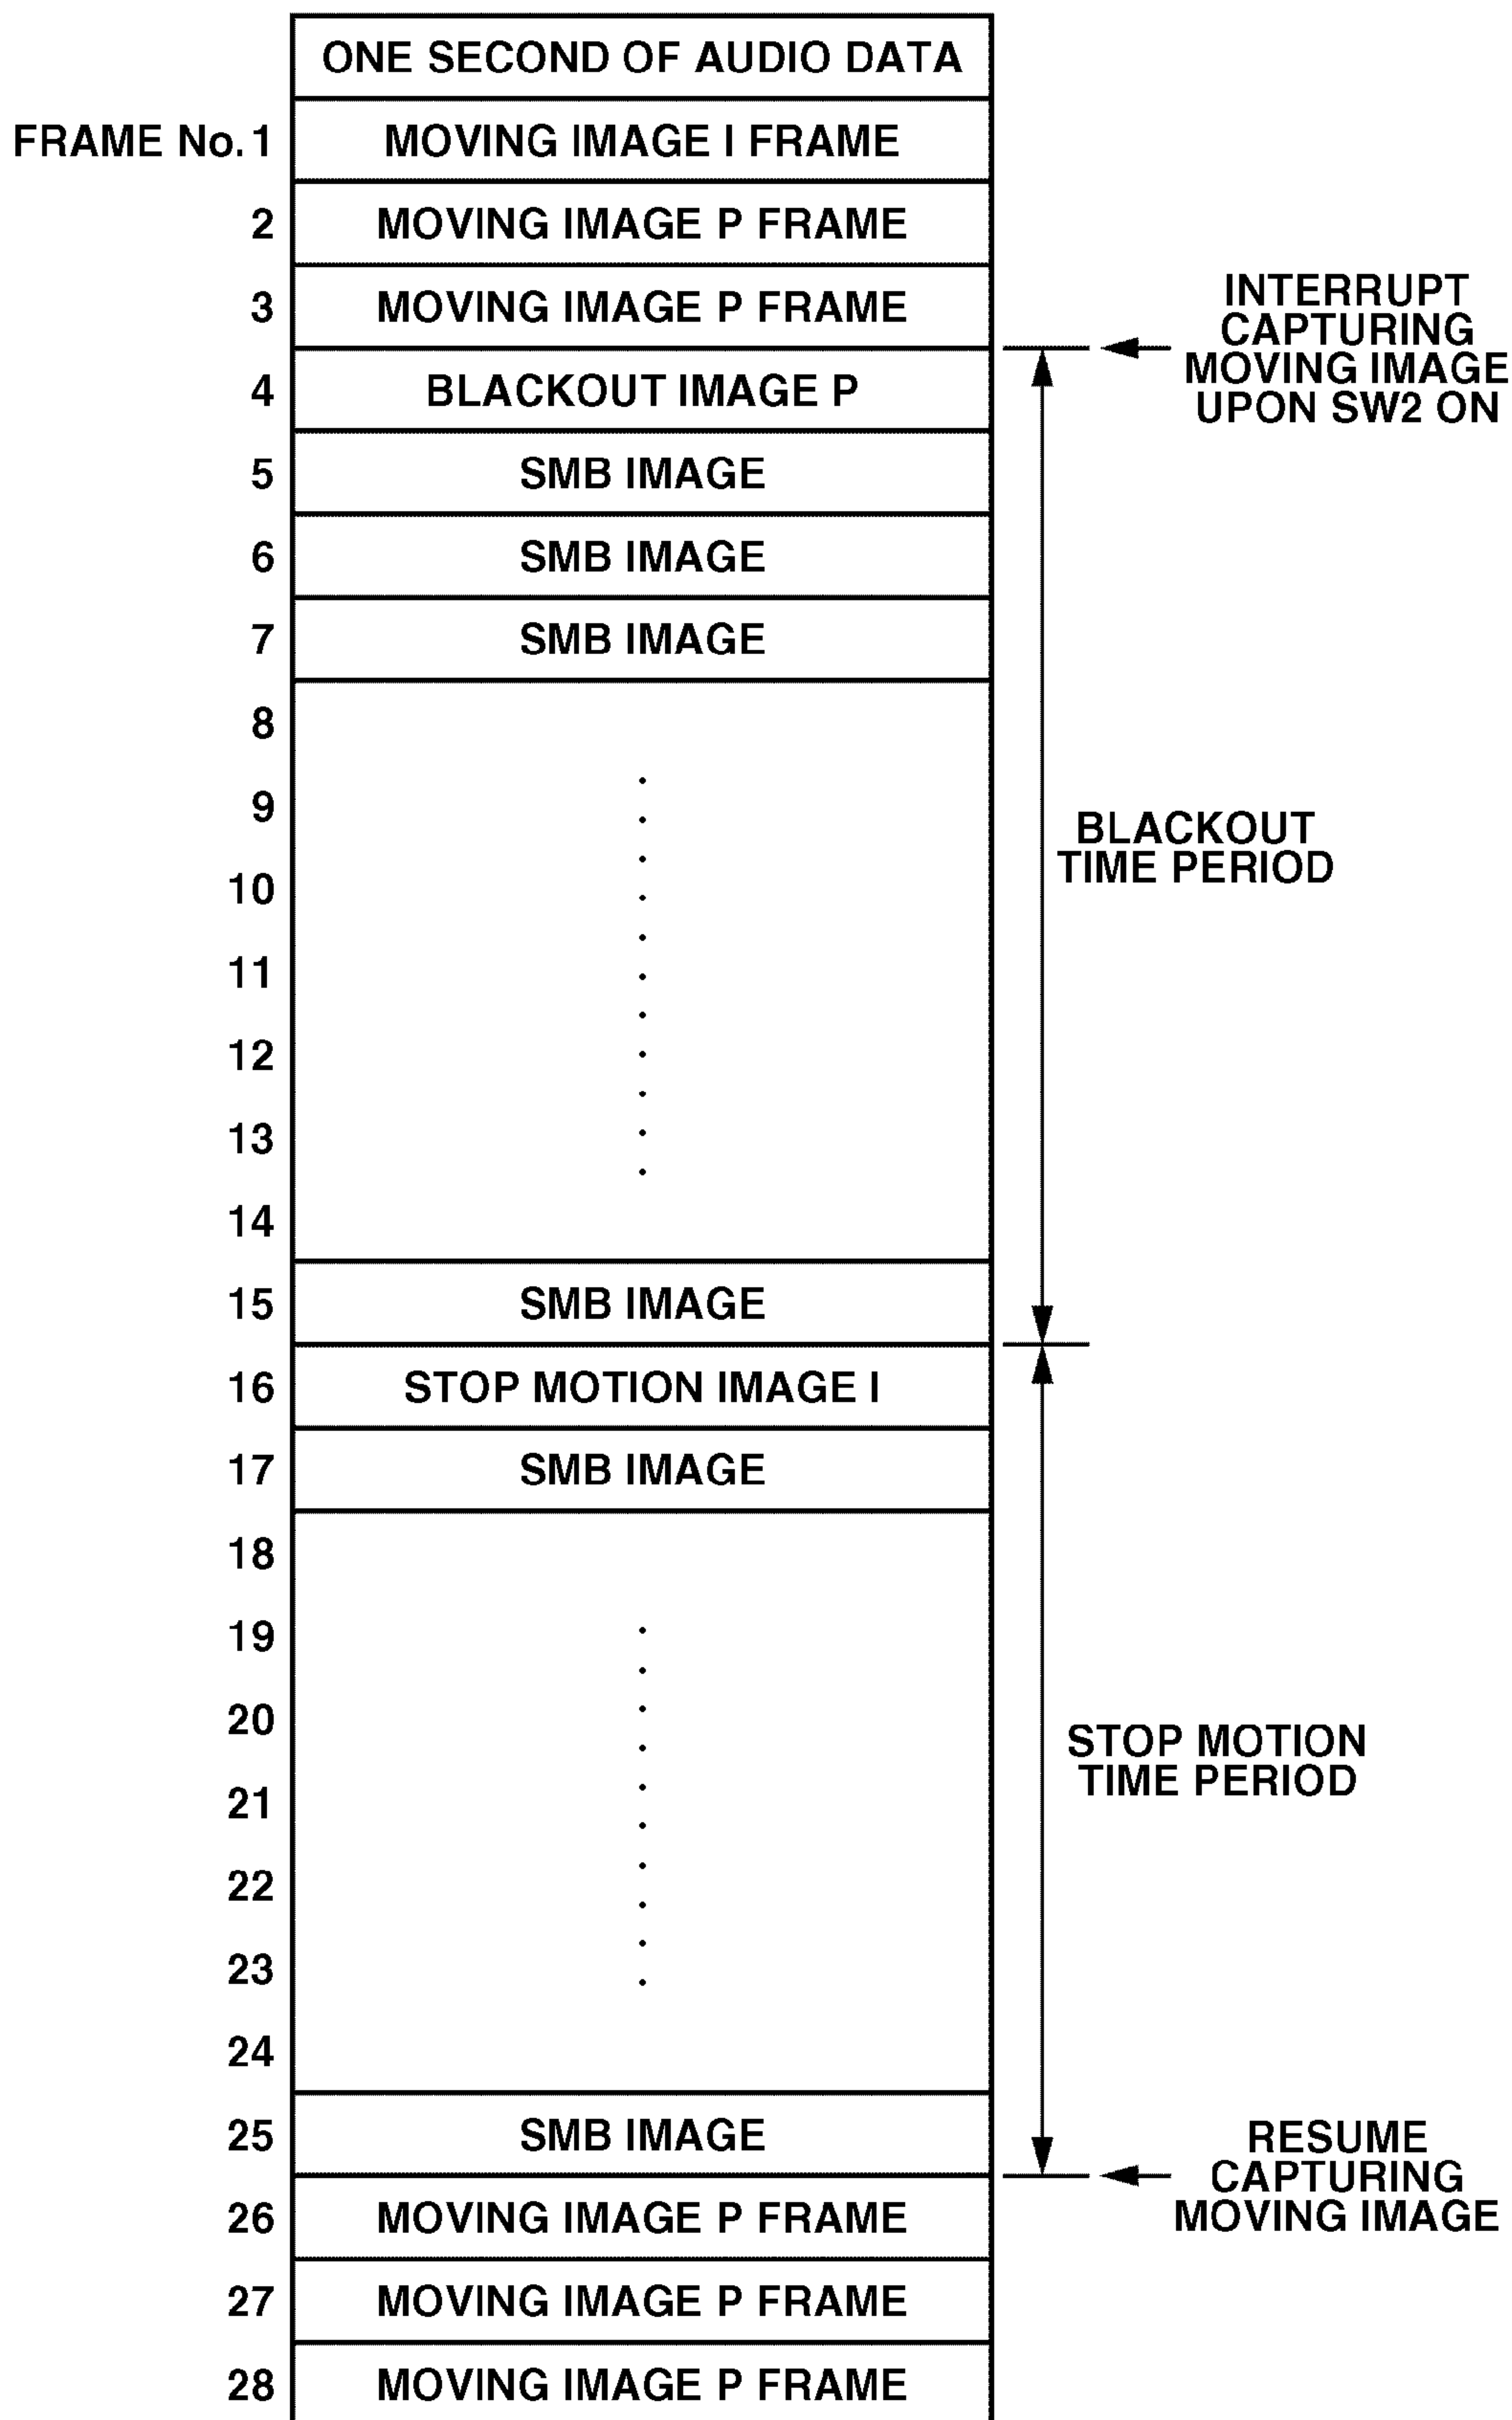 ONE SECOND OF AUDIO DATA
FRAME No. 1 MOVING IMAGE I FRAME
2 MOVING IMAGE P FRAME
3 MOVING IMAGE P FRAME
INTERRUPT
CAPTURING
MOVING IMAGE
UPON SW2 ON
4 BLACKOUT IMAGE P
5 SMB IMAGE
6 SMB IMAGE
7 SMB IMAGE
8
9
BLACKOUT
TIME PERIOD
10
11
12
13
14
15 SMB IMAGE
16 STOP MOTION IMAGE I
17 SMB IMAGE
18
19
20
STOP MOTION
TIME PERIOD
21
22
23
24
25 SMB IMAGE
RESUME
CAPTURING
MOVING IMAGE
26 MOVING IMAGE P FRAME
27 MOVING IMAGE P FRAME
28 MOVING IMAGE P FRAME